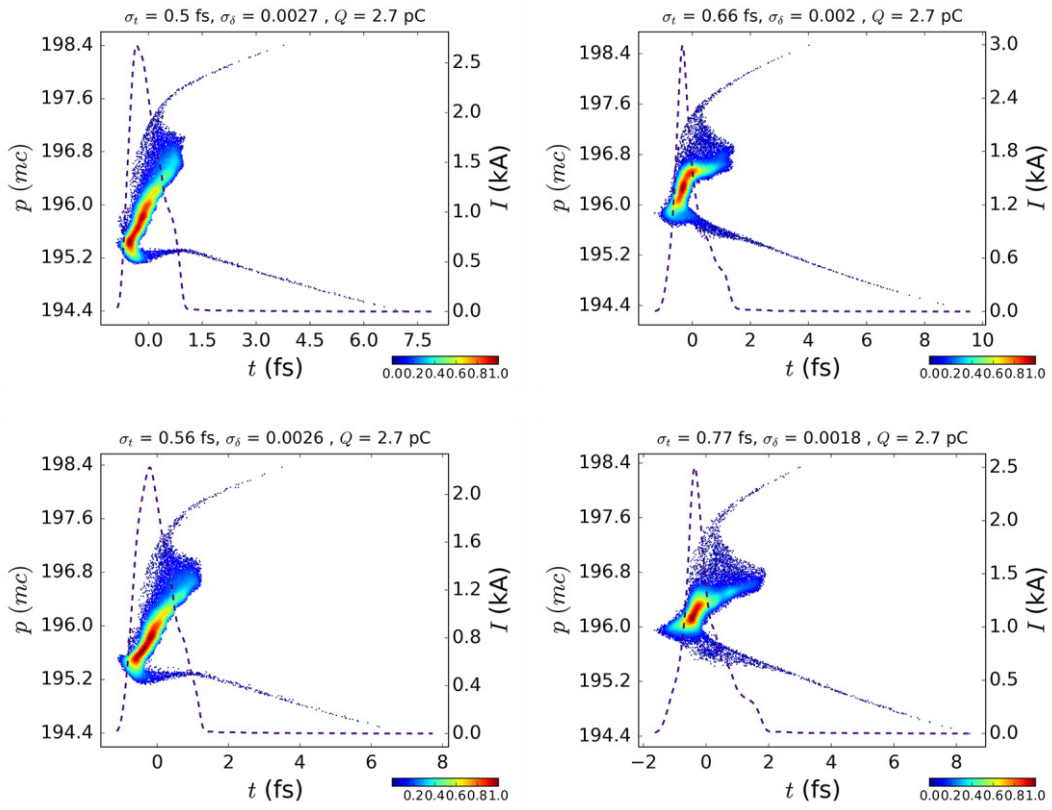 σ_t = 0.5 fs, σ_δ = 0.0027 , Q = 2.7 pC
198.4
197.6
196.8
196.0
195.2
194.4
p (mc)
2.5
2.0
1.5
1.0
0.5
0.0
I (kA)
0.0 1.5 3.0 4.5 6.0 7.5
t (fs)
0.00.20.40.60.81.0
σ_t = 0.66 fs, σ_δ = 0.002 , Q = 2.7 pC
198.4
197.6
196.8
196.0
195.2
194.4
p (mc)
3.0
2.4
1.8
1.2
0.6
0.0
I (kA)
0 2 4 6 8 10
t (fs)
0.00.20.40.60.81.0
σ_t = 0.56 fs, σ_δ = 0.0026 , Q = 2.7 pC
198.4
197.6
196.8
196.0
195.2
194.4
p (mc)
2.0
1.6
1.2
0.8
0.4
0.0
I (kA)
0 2 4 6 8
t (fs)
0.20.40.60.81.0
σ_t = 0.77 fs, σ_δ = 0.0018 , Q = 2.7 pC
198.4
197.6
196.8
196.0
195.2
194.4
p (mc)
2.5
2.0
1.5
1.0
0.5
0.0
I (kA)
−2 0 2 4 6 8
t (fs)
0.20.40.60.81.0